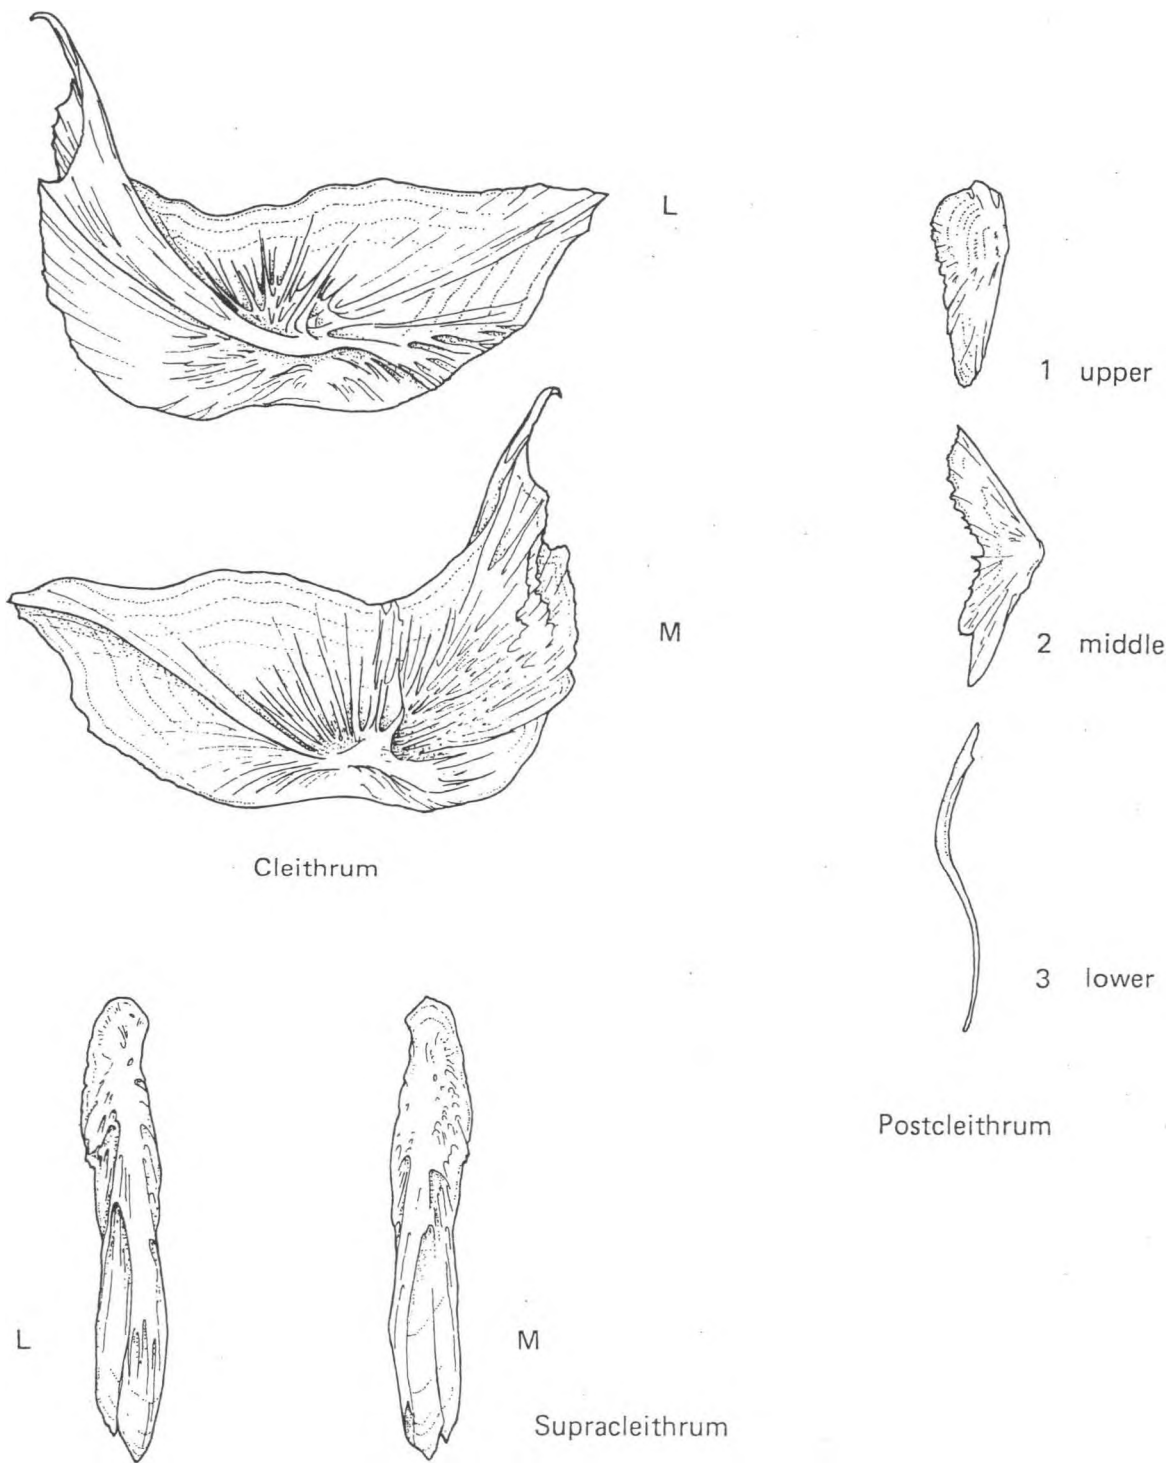 L
1 upper
M
2 middle
Cleithrum
3 lower
Postcleithrum
L
M
Supracleithrum